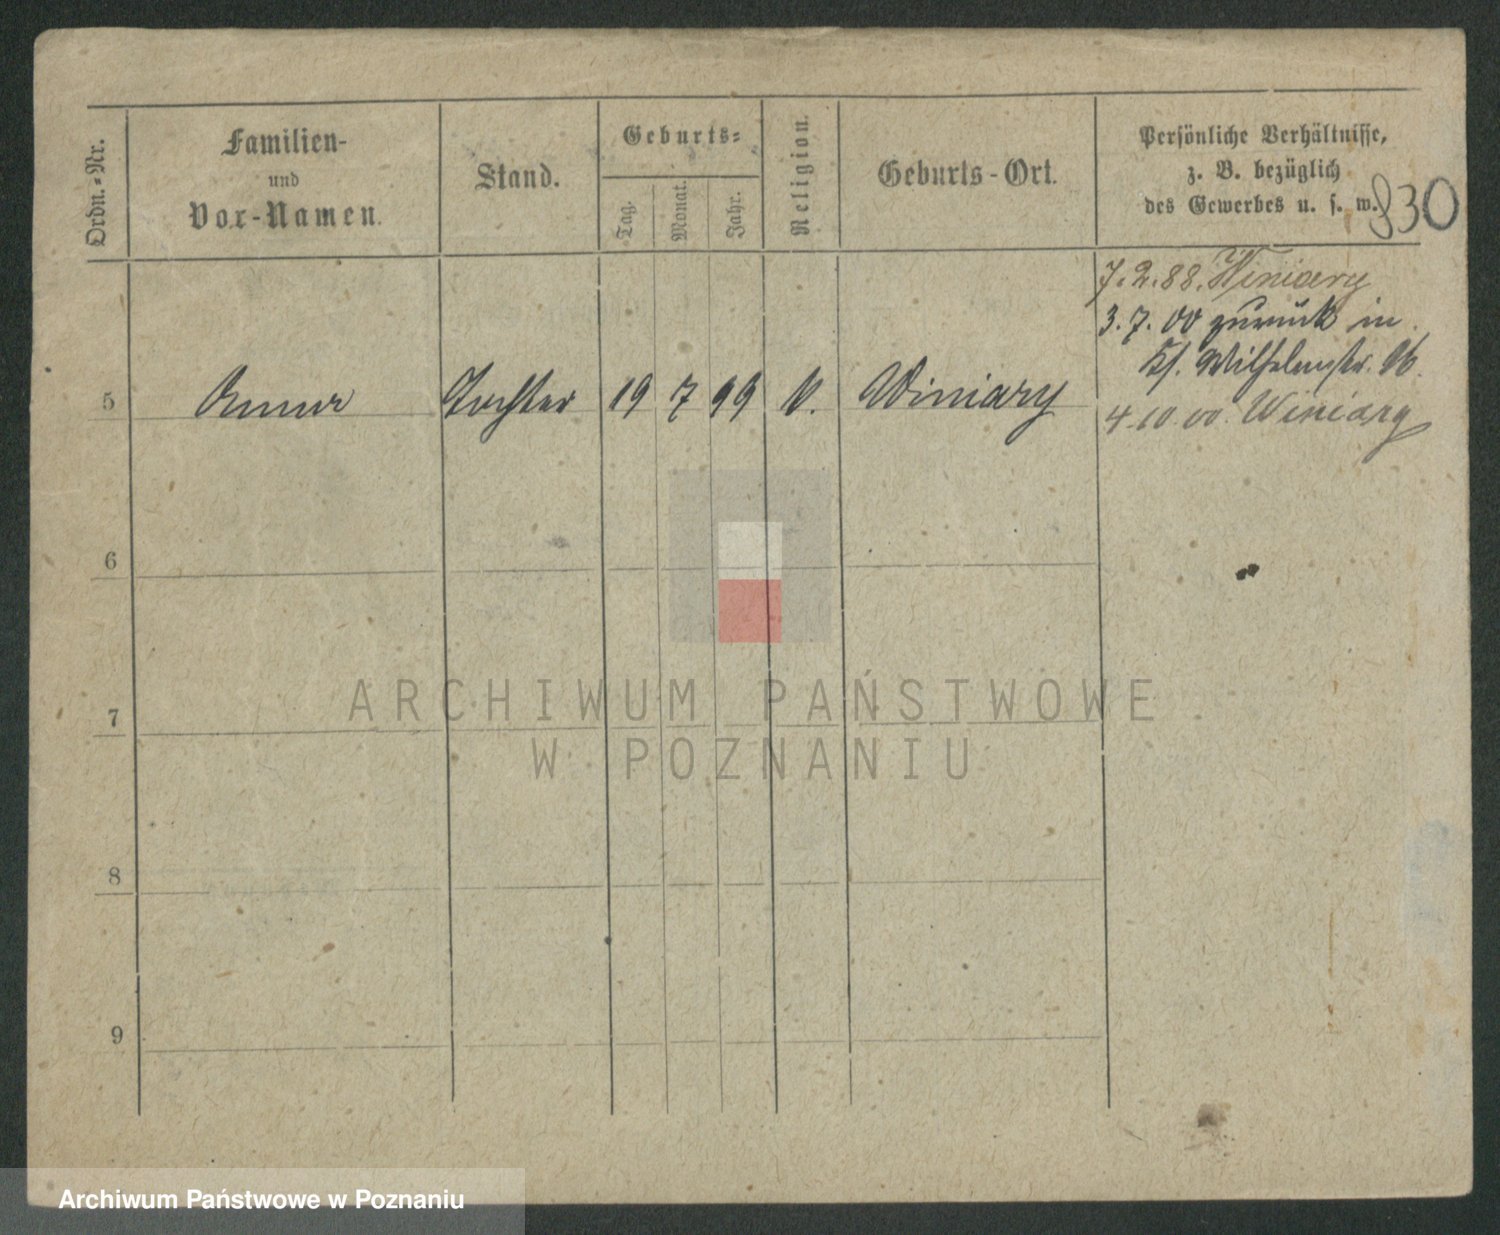 Ordn.-Nr.
Familien-
und
Vor-Namen.
Stand.
Geburts-
Tag.
Monat.
Jahr.
Religion.
Geburts-Ort.
Persönliche Verhältnisse,
z. B. bezüglich
des Gewerbes u. s. w.
830
7.2.88. Winiary
3.7.00 zurück in
Wilhelmstr.
4.10.00. Winiary
5 Anna Tochter 19 7 99 Winiary
6
7
8
9
ARCHIWUM PAŃSTWOWE
W POZNANIU
Archiwum Państwowe w Poznaniu